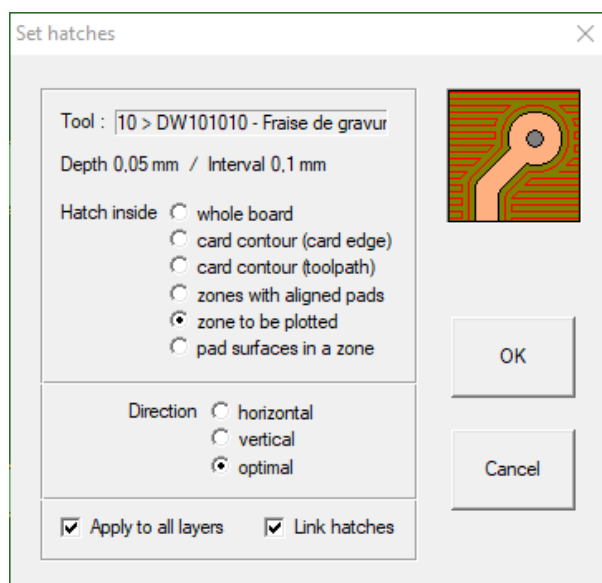 Set hatches
Tool : 10 > DW101010 - Fraise de gravur
Depth 0,05 mm / Interval 0,1 mm
Hatch inside whole board
card contour (card edge)
card contour (toolpath)
zones with aligned pads
zone to be plotted
pad surfaces in a zone
OK
Direction horizontal
vertical
optimal
Cancel
Apply to all layers Link hatches